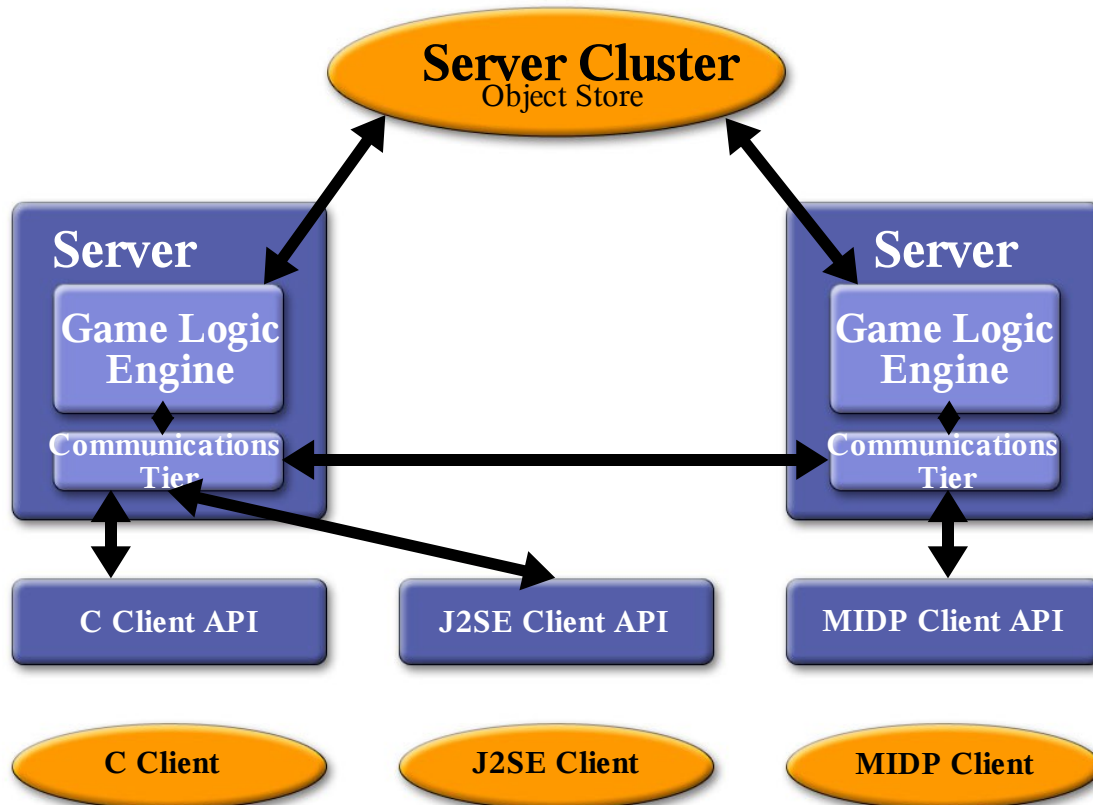 Server Cluster
Object Store
Server
Game Logic
Engine
Communications
Tier
Server
Game Logic
Engine
Communications
Tier
C Client API
J2SE Client API
MIDP Client API
C Client
J2SE Client
MIDP Client